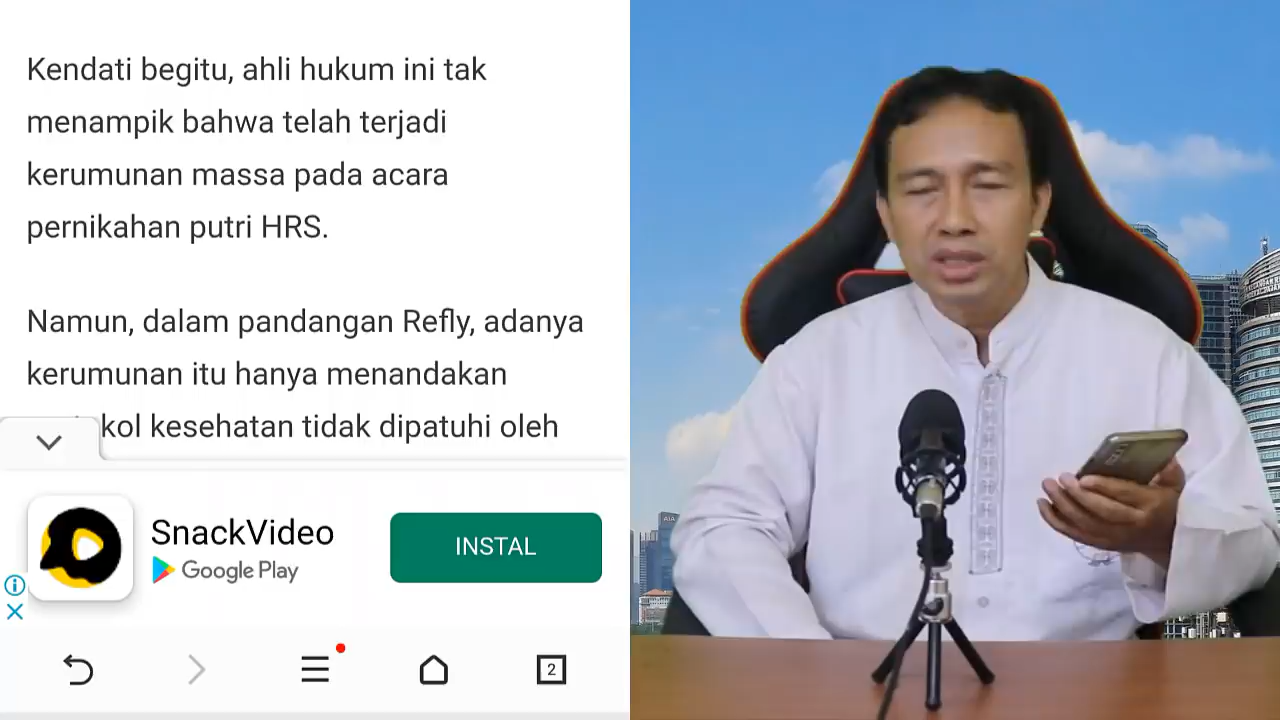 Kendati begitu, ahli hukum ini tak
menampik bahwa telah terjadi
kerumunan massa pada acara
pernikahan putri HRS.
Namun, dalam pandangan Refly, adanya
kerumunan itu hanya menandakan
kol kesehatan tidak dipatuhi oleh
SnackVideo
Google Play
INSTAL
2
AIA